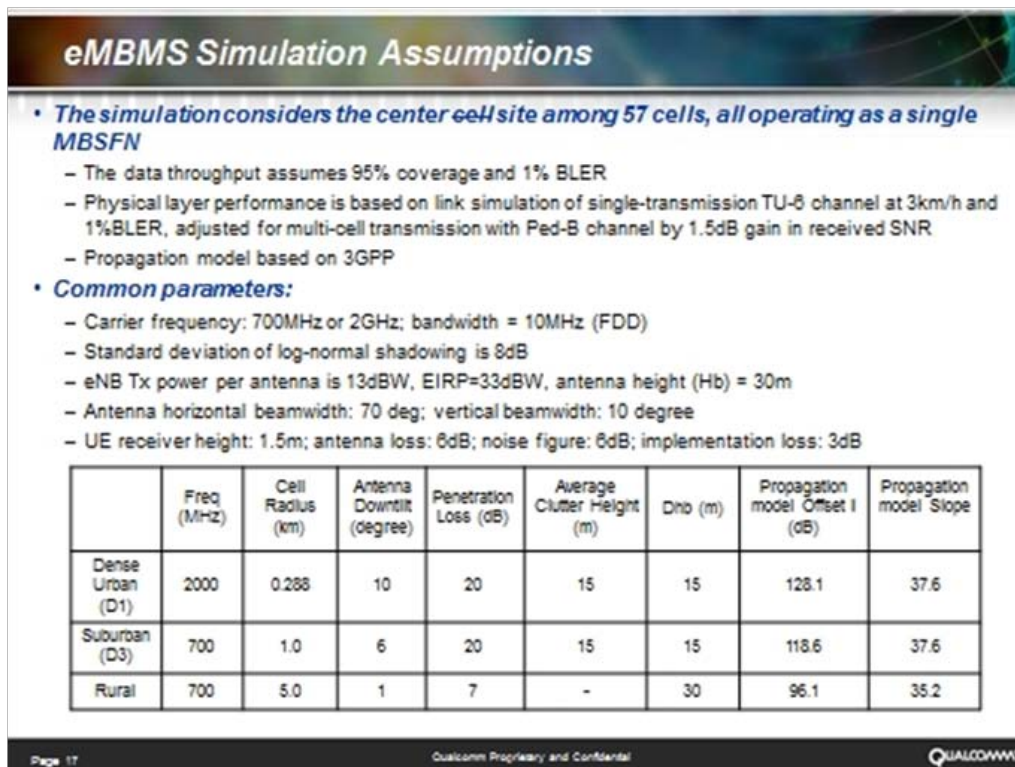 eMBMS Simulation Assumptions
• The simulation considers the center cell site among 57 cells, all operating as a single
MBSFN
– The data throughput assumes 95% coverage and 1% BLER
– Physical layer performance is based on link simulation of single-transmission TU-6 channel at 3km/h and
1%BLER, adjusted for multi-cell transmission with Ped-B channel by 1.5dB gain in received SNR
– Propagation model based on 3GPP
• Common parameters:
– Carrier frequency: 700MHz or 2GHz; bandwidth = 10MHz (FDD)
– Standard deviation of log-normal shadowing is 8dB
– eNB Tx power per antenna is 13dBW, EIRP=33dBW, antenna height (Hb) = 30m
– Antenna horizontal beamwidth: 70 deg; vertical beamwidth: 10 degree
– UE receiver height: 1.5m; antenna loss: 6dB; noise figure: 6dB; implementation loss: 3dB
Freq (MHz) Cell Radius (km) Antenna Downtilt (degree) Penetration Loss (dB) Average Clutter Height (m) Dhb (m) Propagation model Offset I (dB) Propagation model Slope
Dense Urban (D1) 2000 0.288 10 20 15 15 128.1 37.6
Suburban (D3) 700 1.0 6 20 15 15 118.6 37.6
Rural 700 5.0 1 7 - 30 96.1 35.2
Page 17 Qualcomm Proprietary and Confidential QUALCOMM